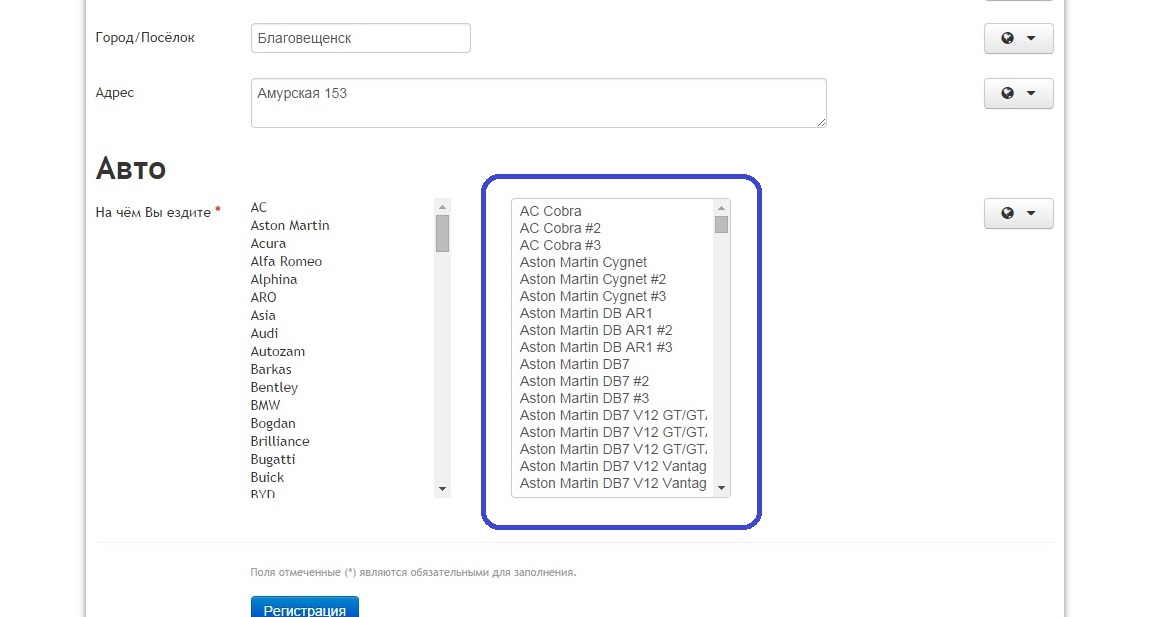 Город/Посёлок
Благовещенск
Адрес
Амурская 153
Авто
На чём Вы ездите *
AC
Aston Martin
Acura
Alfa Romeo
Alphina
ARO
Asia
Audi
Autozam
Barkas
Bentley
BMW
Bogdan
Brilliance
Bugatti
Buick
BYD
AC Cobra
AC Cobra #2
AC Cobra #3
Aston Martin Cygnet
Aston Martin Cygnet #2
Aston Martin Cygnet #3
Aston Martin DB AR1
Aston Martin DB AR1 #2
Aston Martin DB AR1 #3
Aston Martin DB7
Aston Martin DB7 #2
Aston Martin DB7 #3
Aston Martin DB7 V12 GT/GT
Aston Martin DB7 V12 GT/GT
Aston Martin DB7 V12 GT/GT
Aston Martin DB7 V12 Vantag
Aston Martin DB7 V12 Vantag
Поля отмеченные (*) являются обязательными для заполнения.
Регистрация